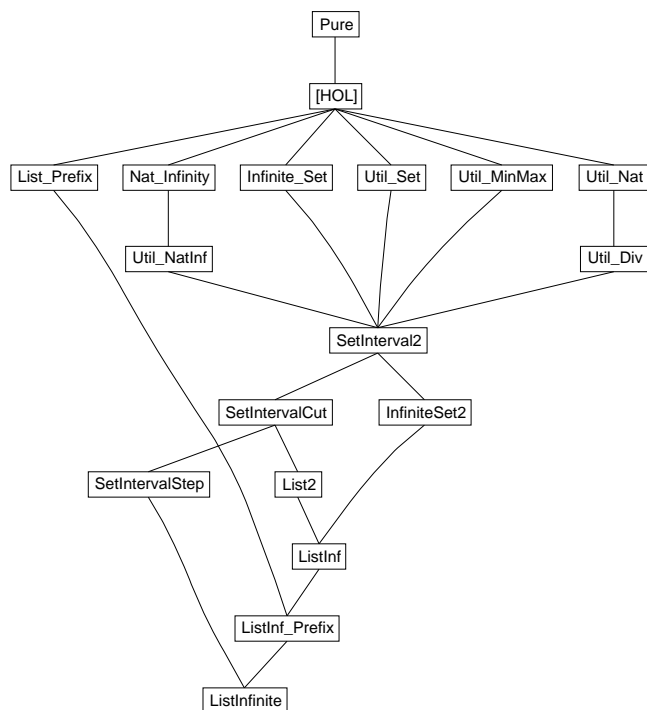 Pure
[HOL]
List_Prefix
Nat_Infinity
Infinite_Set
Util_Set
Util_MinMax
Util_Nat
Util_NatInf
Util_Div
SetInterval2
SetIntervalCut
InfiniteSet2
SetIntervalStep
List2
ListInf
ListInf_Prefix
ListInfinite